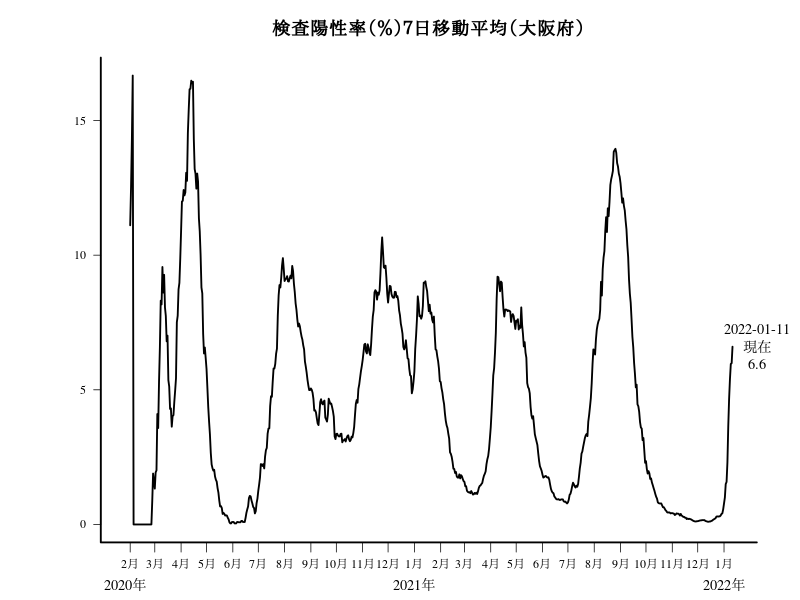 検査陽性率(%)7日移動平均(大阪府)
15
10
5
0
2022-01-11
現在
6.6
2月 3月 4月 5月 6月 7月 8月 9月 10月 11月 12月 1月 2月 3月 4月 5月 6月 7月 8月 9月 10月 11月 12月 1月
2020年 2021年 2022年